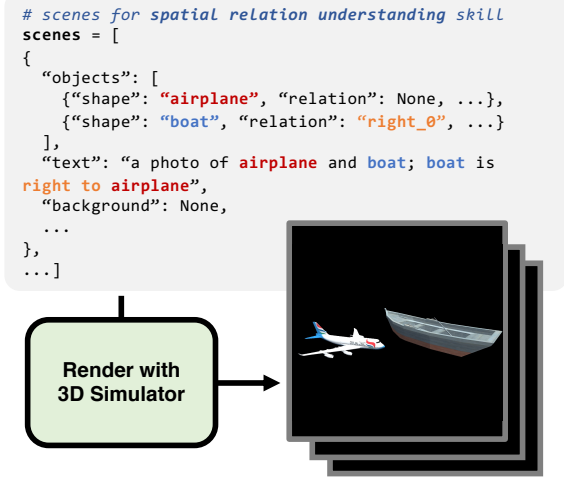 # scenes for spatial relation understanding skill
scenes = [
{
  “objects”: [
    {“shape”: “airplane”, “relation”: None, ...},
    {“shape”: “boat”, “relation”: “right_0”, ...}
  ],
  “text”: “a photo of airplane and boat; boat is
right to airplane”,
  “background”: None,
  ...
},
...]
Render with
3D Simulator